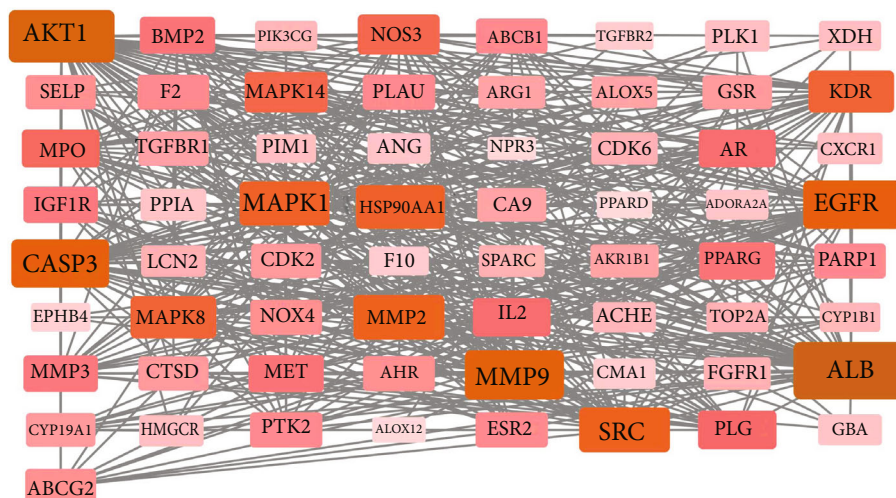 AKT1 BMP2 PIK3CG NOS3 ABCB1 TGFBR2 PLK1 XDH
SELP F2 MAPK14 PLAU ARG1 ALOX5 GSR KDR
MPO TGFBR1 PIM1 ANG NPR3 CDK6 AR CXCR1
IGF1R PPIA MAPK1 HSP90AA1 CA9 PPARD ADORA2A EGFR
CASP3 LCN2 CDK2 F10 SPARC AKR1B1 PPARG PARP1
EPHB4 MAPK8 NOX4 MMP2 IL2 ACHE TOP2A CYP1B1
MMP3 CTSD MET AHR MMP9 CMA1 FGFR1 ALB
CYP19A1 HMGCR PTK2 ALOX12 ESR2 SRC PLG GBA
ABCG2